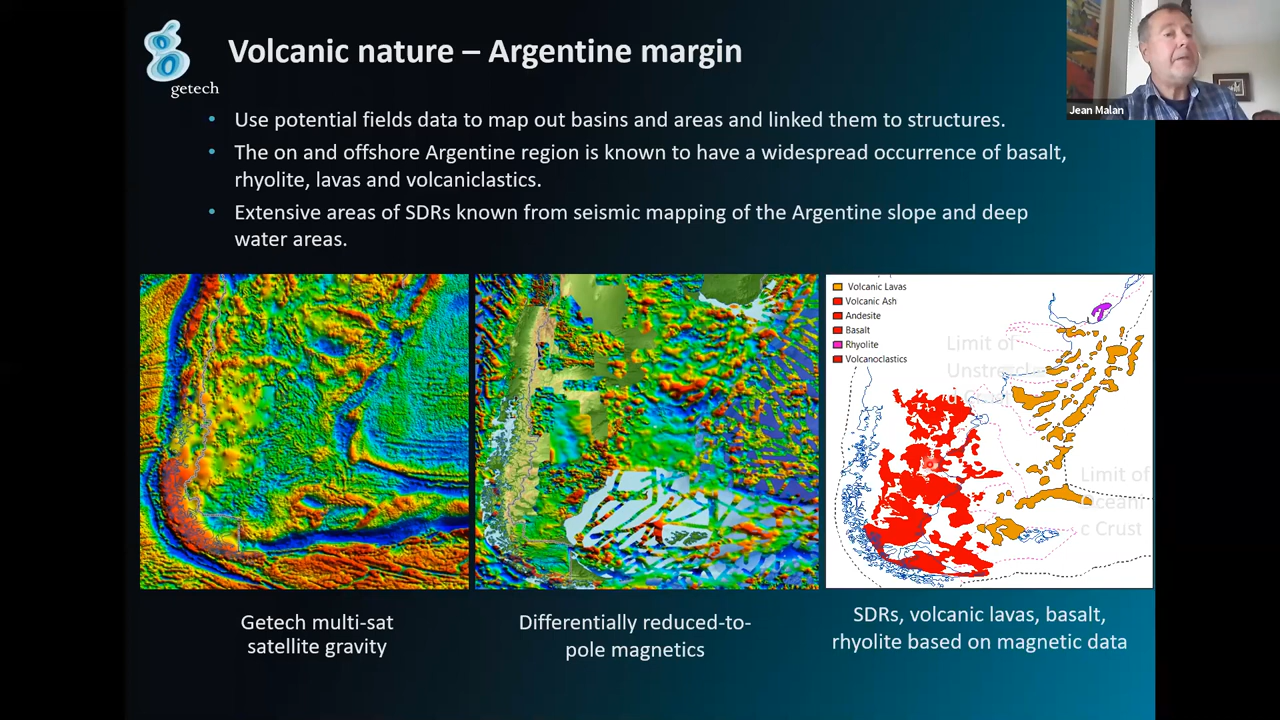 getech
Volcanic nature – Argentine margin
Jean Malan
• Use potential fields data to map out basins and areas and linked them to structures.
• The on and offshore Argentine region is known to have a widespread occurrence of basalt,
rhyolite, lavas and volcaniclastics.
• Extensive areas of SDRs known from seismic mapping of the Argentine slope and deep
water areas.
Volcanic Lavas
Volcanic Ash
Andesite
Basalt
Rhyolite
Volcanoclastics
Limit of
Limit of
c Crust
Getech multi-sat
satellite gravity
Differentially reduced-to-
pole magnetics
SDRs, volcanic lavas, basalt,
rhyolite based on magnetic data